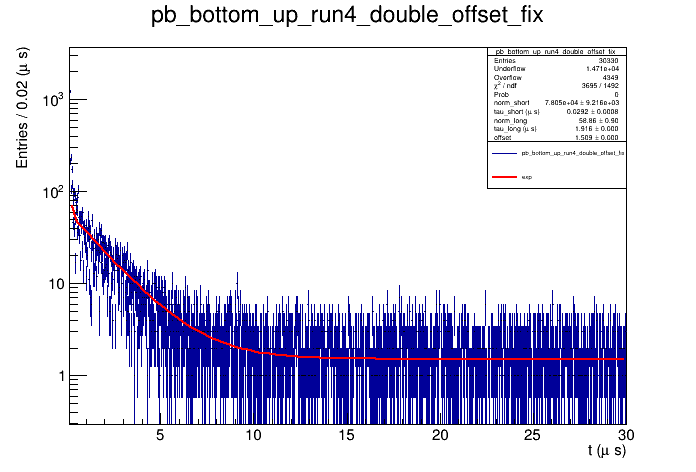 pb_bottom_up_run4_double_offset_fix
Entries / 0.02 (μ s)
10³
10²
10
1
5 10 15 20 25 30
t (μ s)
pb_bottom_up_run4_double_offset_fix
Entries 30330
Underflow 1.471e+04
Overflow 4349
χ² / ndf 3695 / 1492
Prob 0
norm_short 7.805e+04 ± 9.216e+03
tau_short (μ s) 0.0292 ± 0.0008
norm_long 58.86 ± 0.90
tau_long (μ s) 1.916 ± 0.000
offset 1.509 ± 0.000
pb_bottom_up_run4_double_offset_fix
exp